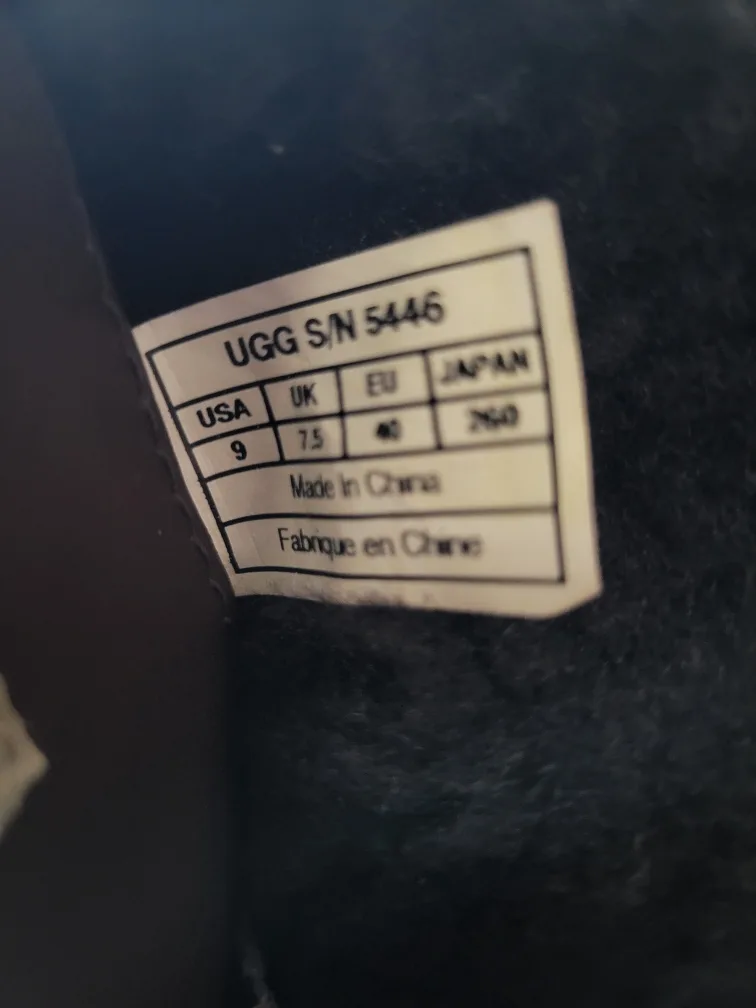 UGG S/N 5446
USA UK EU JAPAN
9 7.5 40 260
Made In China
Fabrique en Chine